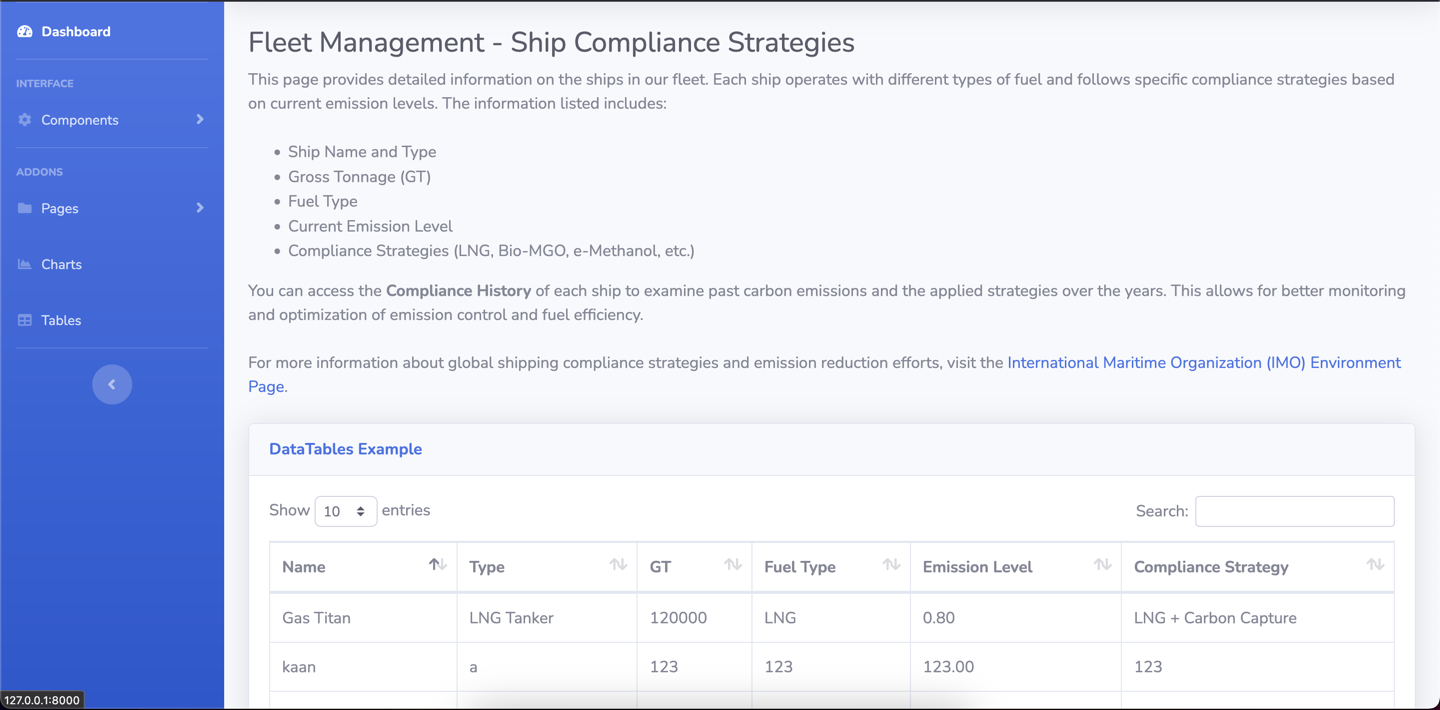 Dashboard
INTERFACE
Components
ADDONS
Pages
Charts
Tables
Fleet Management - Ship Compliance Strategies
This page provides detailed information on the ships in our fleet. Each ship operates with different types of fuel and follows specific compliance strategies based
on current emission levels. The information listed includes:
• Ship Name and Type
• Gross Tonnage (GT)
• Fuel Type
• Current Emission Level
• Compliance Strategies (LNG, Bio-MGO, e-Methanol, etc.)
You can access the Compliance History of each ship to examine past carbon emissions and the applied strategies over the years. This allows for better monitoring
and optimization of emission control and fuel efficiency.
For more information about global shipping compliance strategies and emission reduction efforts, visit the International Maritime Organization (IMO) Environment
Page.
DataTables Example
Show 10 entries Search:
Name Type GT Fuel Type Emission Level Compliance Strategy
Gas Titan LNG Tanker 120000 LNG 0.80 LNG + Carbon Capture
kaan a 123 123 123.00 123
127.0.0.1:8000